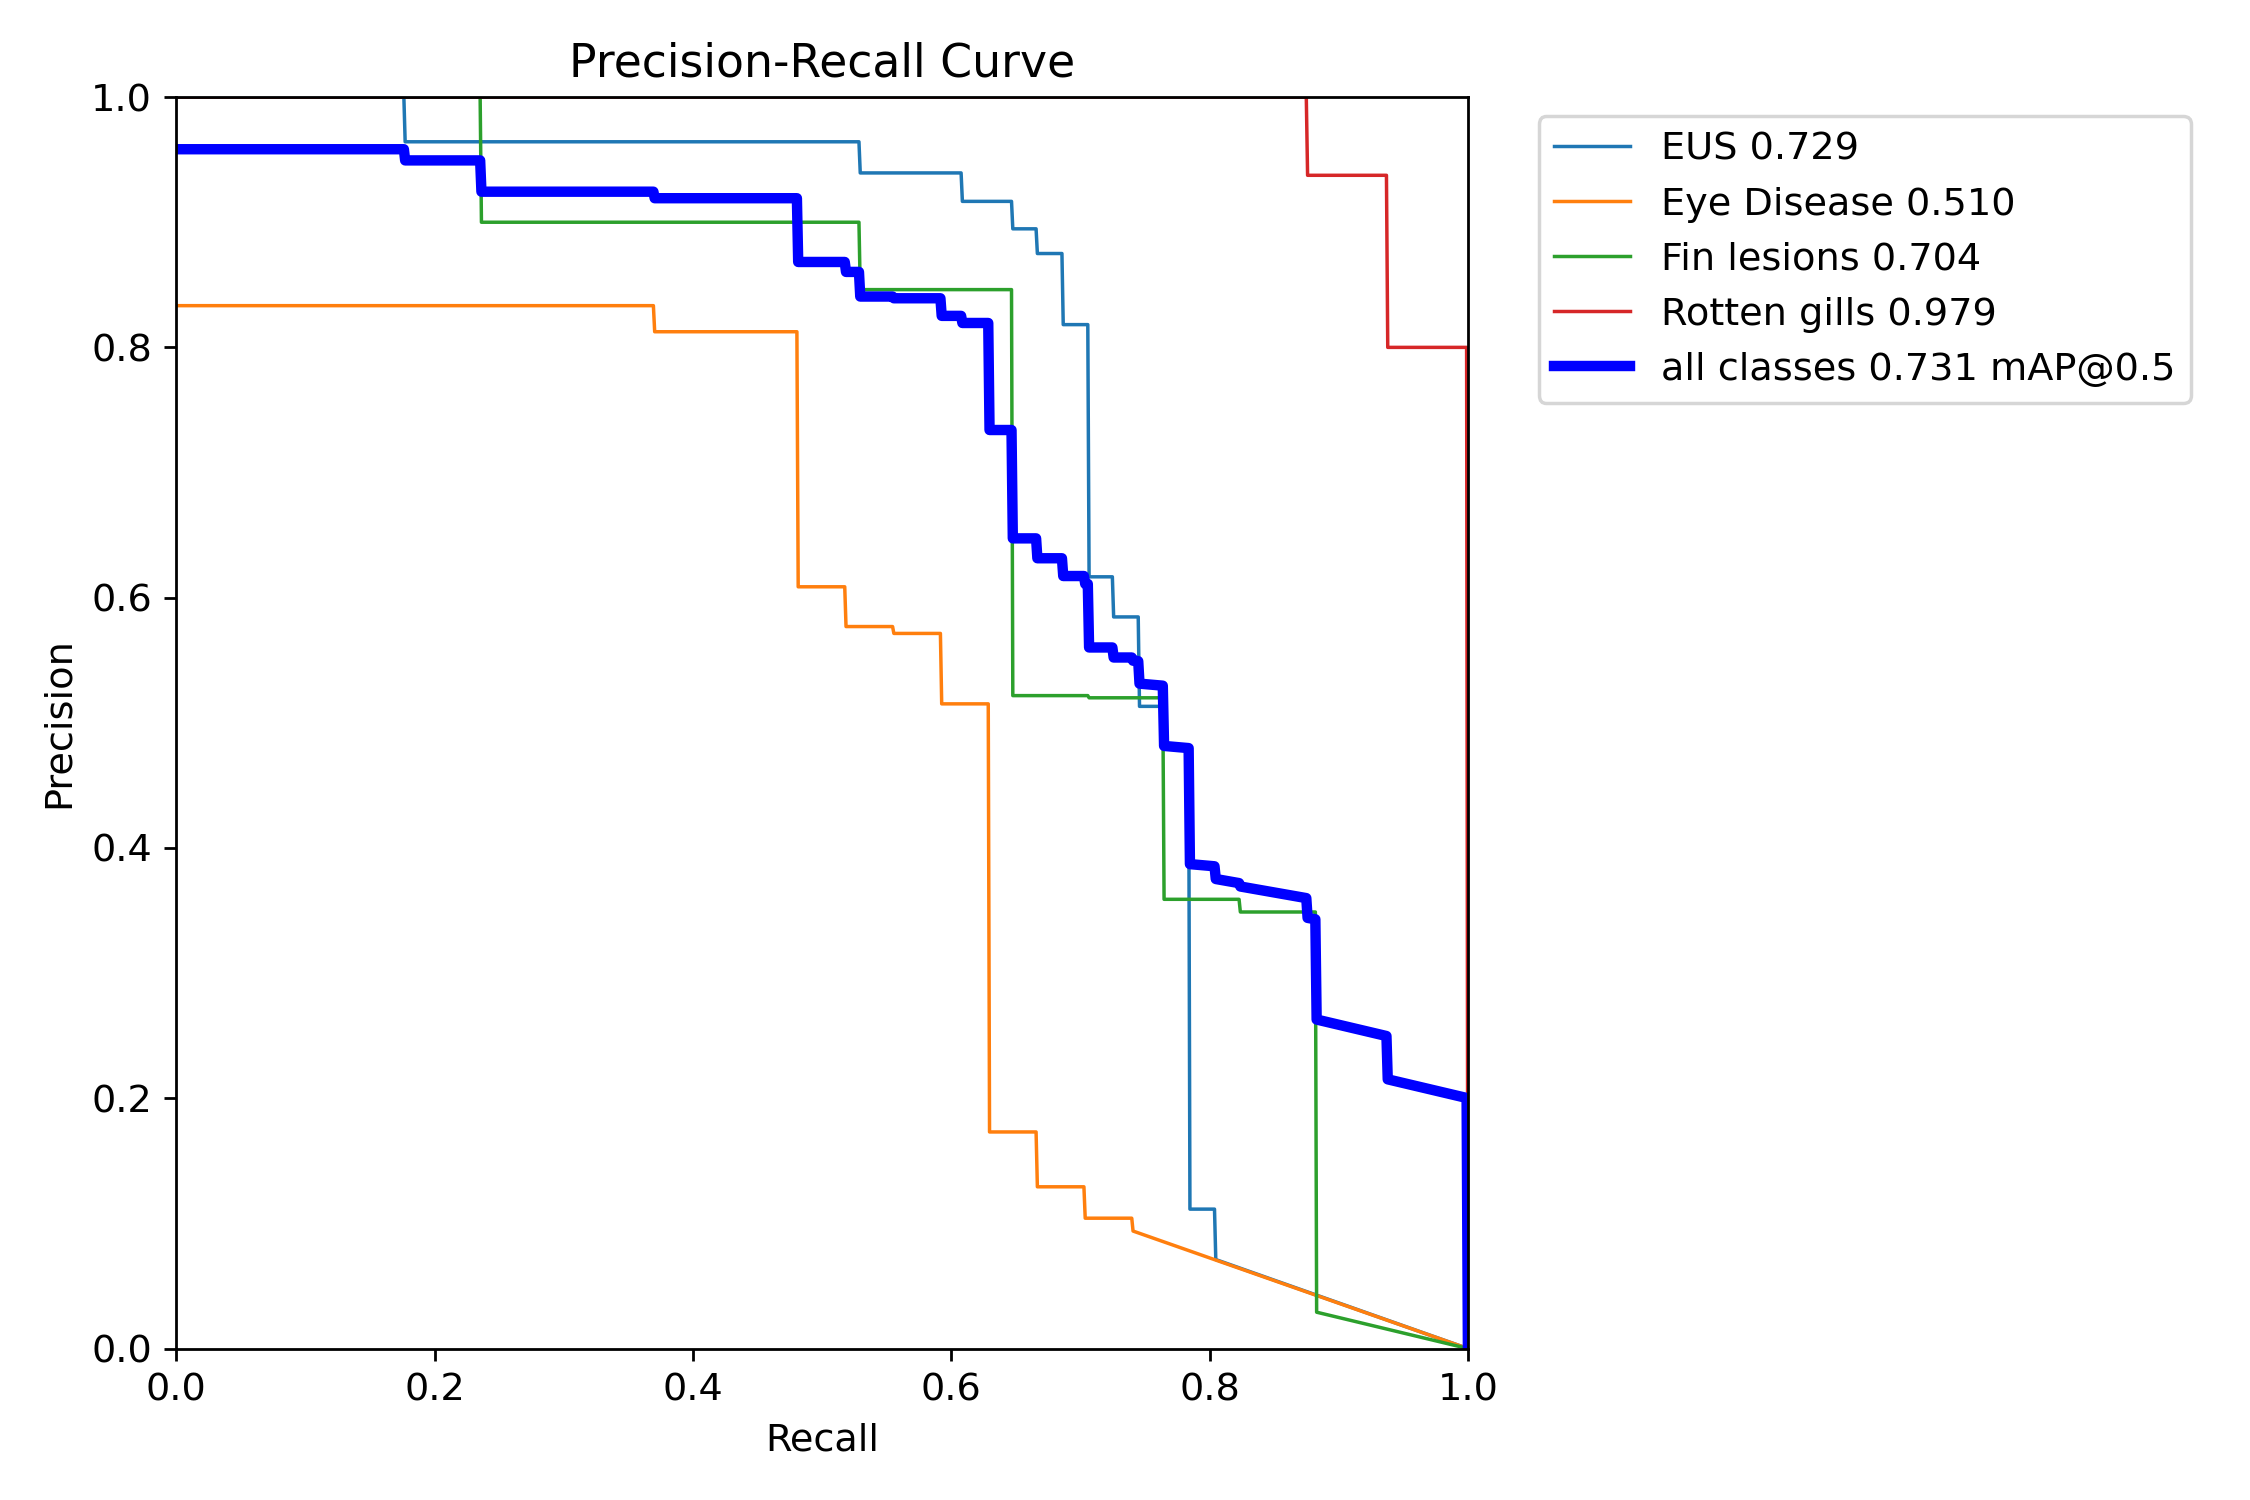 Precision-Recall Curve
1.0
0.8
0.6
0.4
0.2
0.0
Precision
0.0 0.2 0.4 0.6 0.8 1.0
Recall
EUS 0.729
Eye Disease 0.510
Fin lesions 0.704
Rotten gills 0.979
all classes 0.731 mAP@0.5